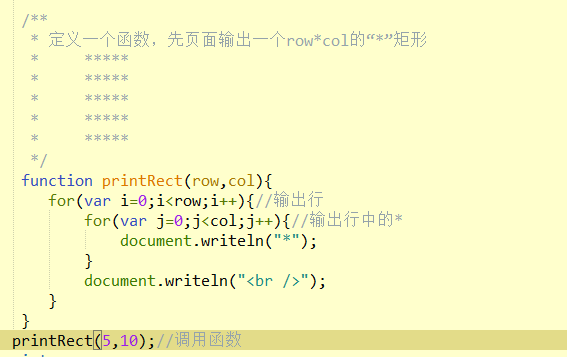 /**
 * 定义一个函数，先页面输出一个row*col的“*”矩形
 *     *****
 *     *****
 *     *****
 *     *****
 *     *****
 */
function printRect(row,col){
   for(var i=0;i<row;i++){//输出行
       for(var j=0;j<col;j++){//输出行中的*
           document.writeln("*");
       }
       document.writeln("<br />");
   }
}
printRect(5,10);//调用函数